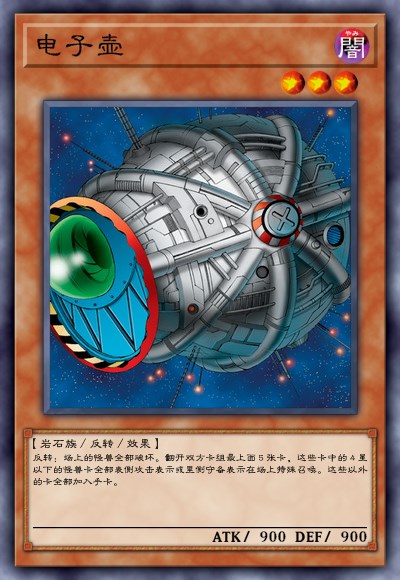 电子壶
やみ
闇
【岩石族／反转／效果】
反转：场上的怪兽全部破坏。翻开双方卡组最上面５张卡，这些卡中的４星
以下的怪兽卡全部表侧攻击表示或里侧守备表示在场上特殊召唤。这些以外
的卡全部加入手卡。
ATK/ 900 DEF/ 900